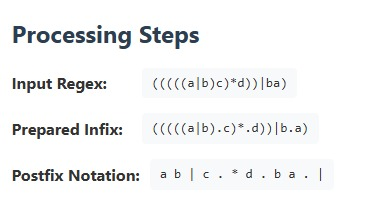 Processing Steps
Input Regex: (((((a|b)c)*d))|ba)
Prepared Infix: (((((a|b).c)*.d))|b.a)
Postfix Notation: a b | c . * d . b a . |